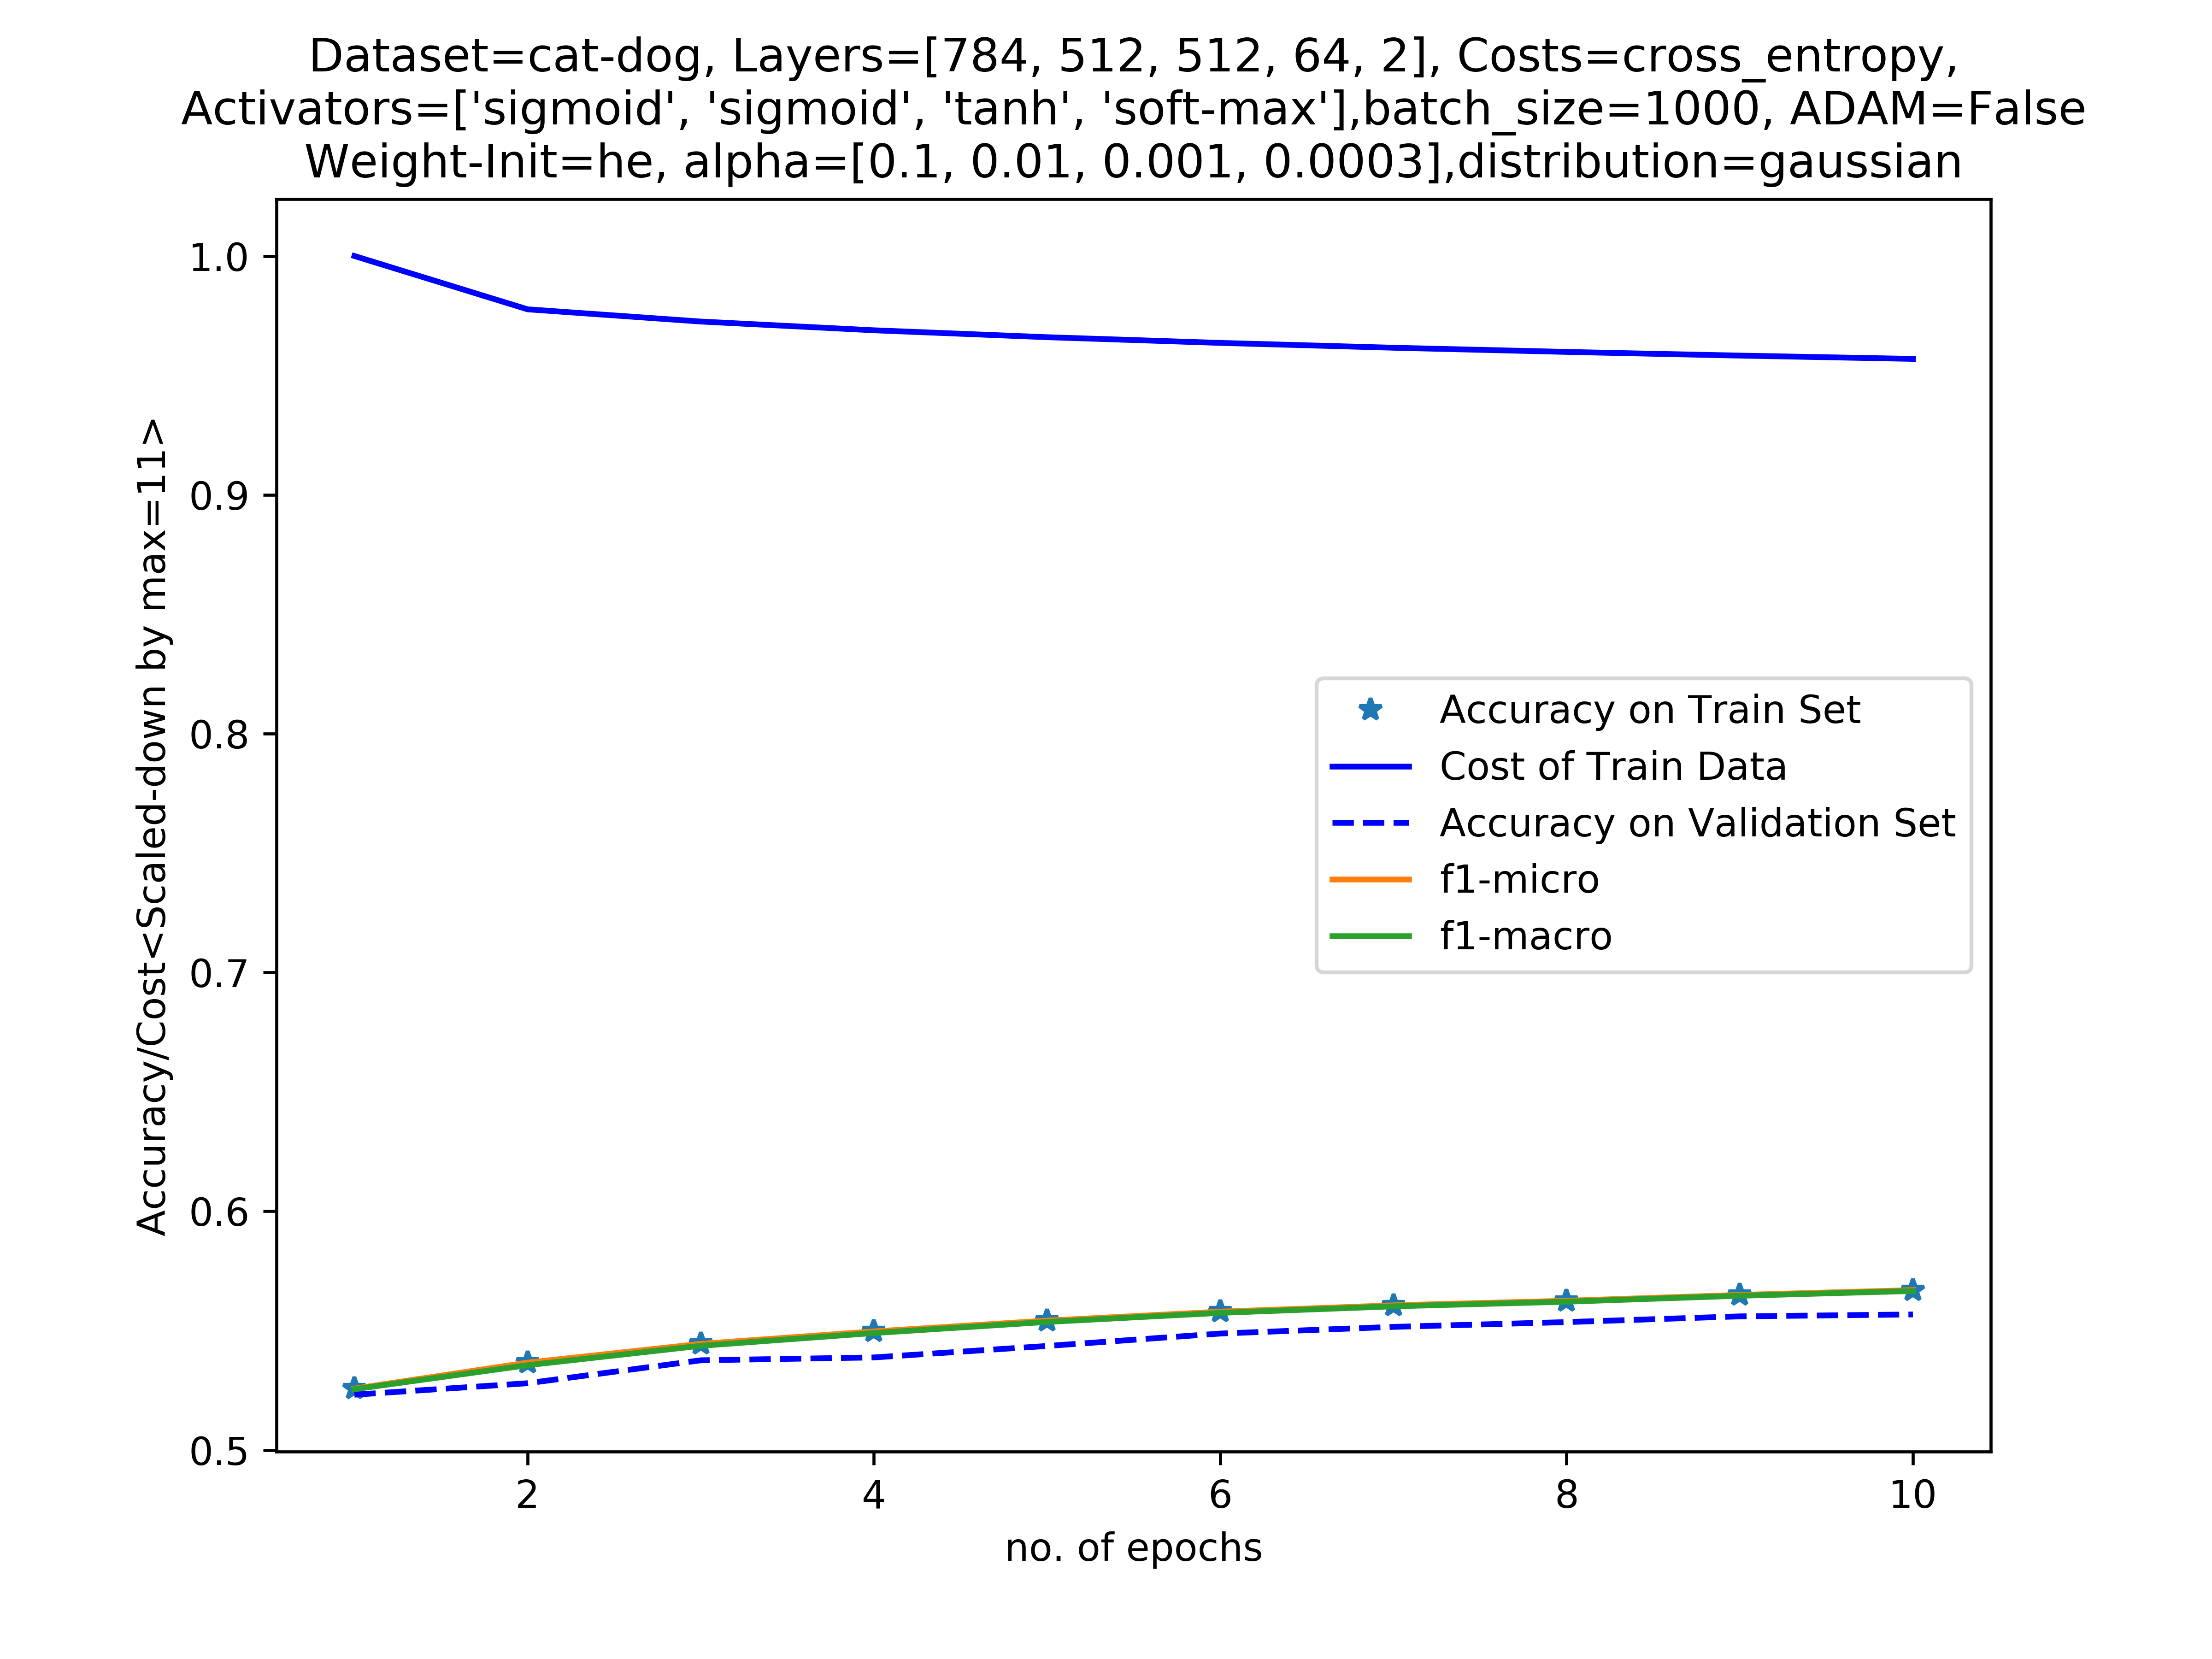 Dataset=cat-dog, Layers=[784, 512, 512, 64, 2], Costs=cross_entropy,
Activators=['sigmoid', 'sigmoid', 'tanh', 'soft-max'],batch_size=1000, ADAM=False
Weight-Init=he, alpha=[0.1, 0.01, 0.001, 0.0003],distribution=gaussian
Accuracy/Cost<Scaled-down by max=11>
1.0
0.9
0.8
0.7
0.6
0.5
Accuracy on Train Set
Cost of Train Data
Accuracy on Validation Set
f1-micro
f1-macro
2
4
6
8
10
no. of epochs